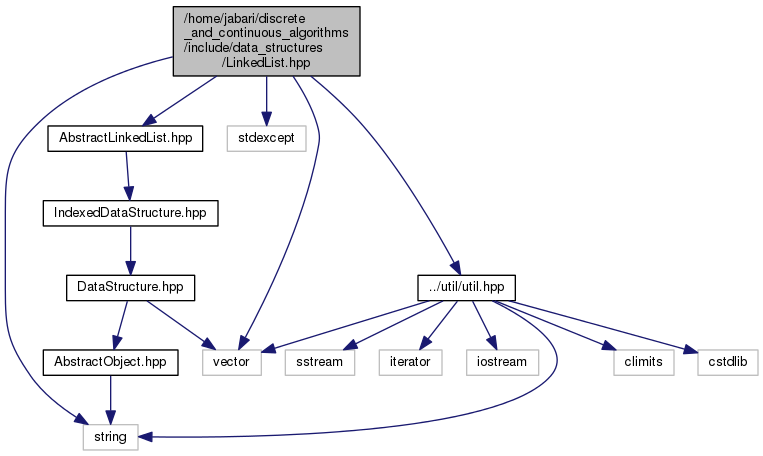 /home/jabari/discrete
_and_continuous_algorithms
/include/data_structures
/LinkedList.hpp
AbstractLinkedList.hpp
stdexcept
IndexedDataStructure.hpp
DataStructure.hpp
../util/util.hpp
AbstractObject.hpp
vector
sstream
iterator
iostream
climits
cstdlib
string